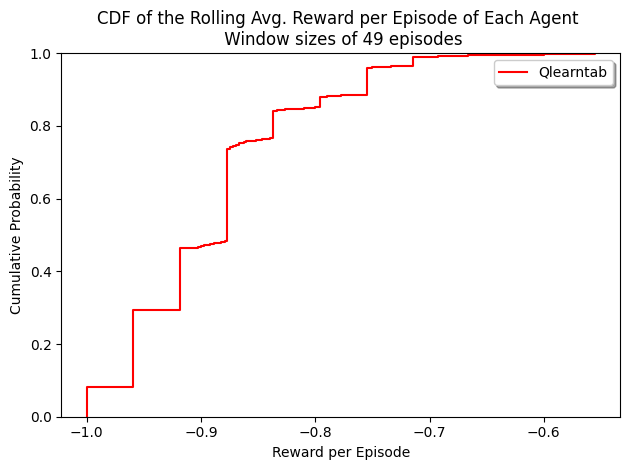 CDF of the Rolling Avg. Reward per Episode of Each Agent
Window sizes of 49 episodes
Qlearntab
1.0
0.8
0.6
0.4
0.2
0.0
Cumulative Probability
−1.0 −0.9 −0.8 −0.7 −0.6
Reward per Episode